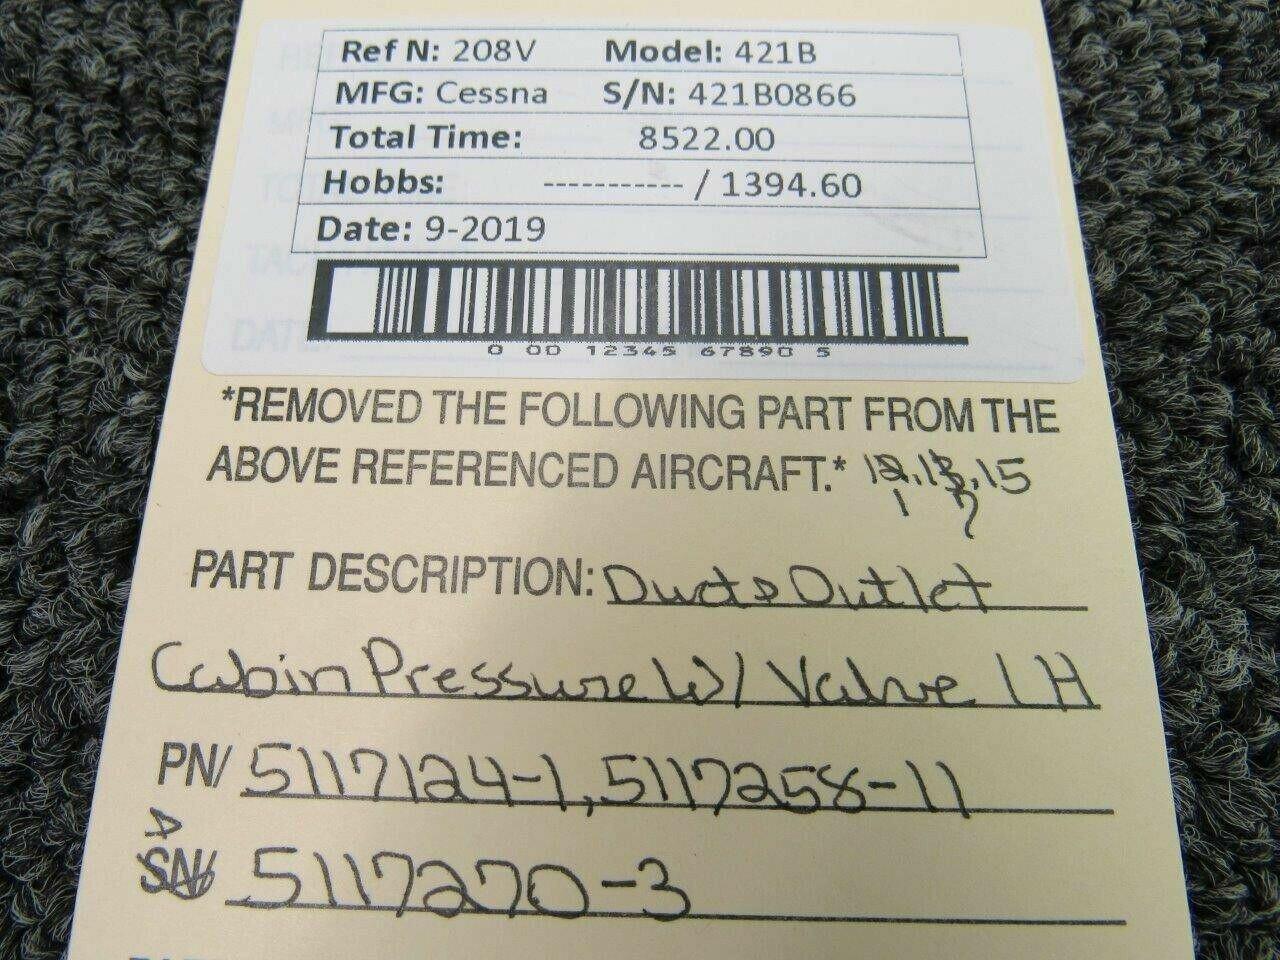 Ref N: 208V Model: 421B
MFG: Cessna S/N: 421B0866
Total Time: 8522.00
Hobbs: ----------- / 1394.60
Date: 9-2019
0 00 12345 67890 5
*REMOVED THE FOLLOWING PART FROM THE
ABOVE REFERENCED AIRCRAFT.* 15
PART DESCRIPTION: Ducts Outlet
Cabin Pressure W/ Valve LH
PN/ 5117124-1, 5117258-11
5117270-3